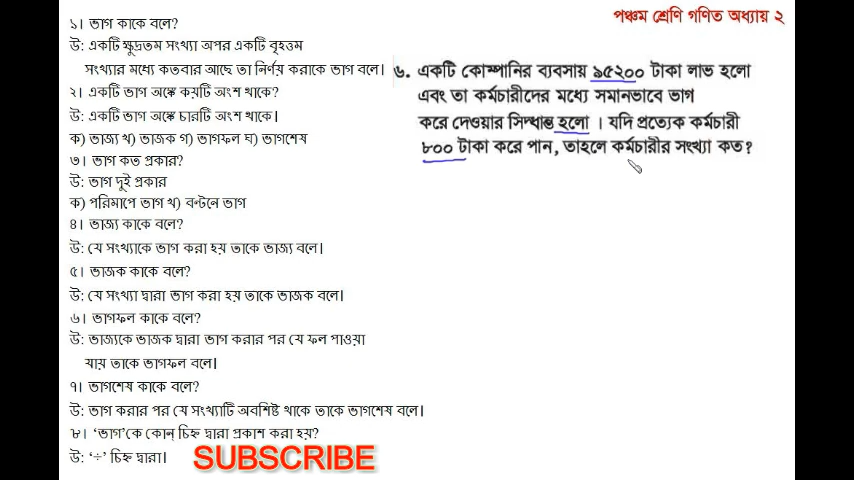 পঞ্চম শ্রেণি গণিত অধ্যায় ২
১। ভাগ কাকে বলে?
উ: একটি ক্ষুদ্রতম সংখ্যা অপর একটি বৃহত্তম
সংখ্যার মধ্যে কতবার আছে তা নির্ণয় করাকে ভাগ বলে।
২। একটি ভাগ অঙ্কে কয়টি অংশ থাকে?
উ: একটি ভাগ অঙ্কে চারটি অংশ থাকে।
ক) ভাজ্য খ) ভাজক গ) ভাগফল ঘ) ভাগশেষ
৩। ভাগ কত প্রকার?
উ: ভাগ দুই প্রকার
ক) পরিমাপে ভাগ খ) বন্টনে ভাগ
৪। ভাজ্য কাকে বলে?
উ: যে সংখ্যাকে ভাগ করা হয় তাকে ভাজ্য বলে।
৫। ভাজক কাকে বলে?
উ: যে সংখ্যা দ্বারা ভাগ করা হয় তাকে ভাজক বলে।
৬। ভাগফল কাকে বলে?
উ: ভাজ্যকে ভাজক দ্বারা ভাগ করার পর যে ফল পাওয়া
যায় তাকে ভাগফল বলে।
৭। ভাগশেষ কাকে বলে?
উ: ভাগ করার পর যে সংখ্যাটি অবশিষ্ট থাকে তাকে ভাগশেষ বলে।
৮। ‘ভাগ’কে কোন্ চিহ্ন দ্বারা প্রকাশ করা হয়?
উ: ‘÷’ চিহ্ন দ্বারা।
SUBSCRIBE
৬. একটি কোম্পানির ব্যবসায় ৯৫২০০ টাকা লাভ হলো
এবং তা কর্মচারীদের মধ্যে সমানভাবে ভাগ
করে দেওয়ার সিদ্ধান্ত হলো । যদি প্রত্যেক কর্মচারী
৮০০ টাকা করে পান, তাহলে কর্মচারীর সংখ্যা কত?